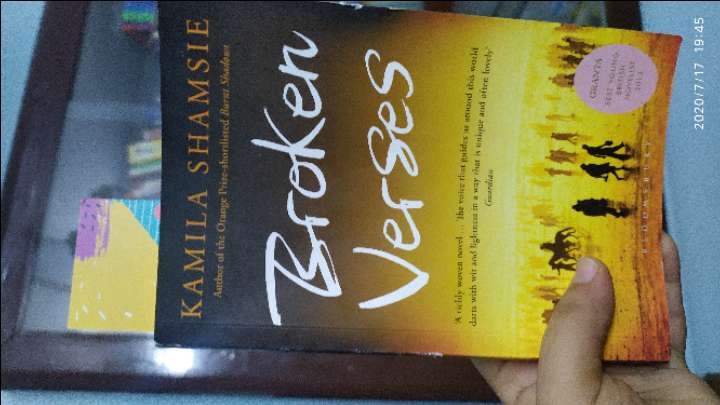 KAMILA SHAMSIE
Author of the Orange Prize-shortlisted Burnt Shadows
Broken
Verses
'A richly woven novel ... The voice that guides us around this world
darts with wit and lightness in a way that is unique and often lovely'
Guardian
GRANTA
BEST YOUNG
BRITISH
NOVELIST
2013
2020/7/17 19:45